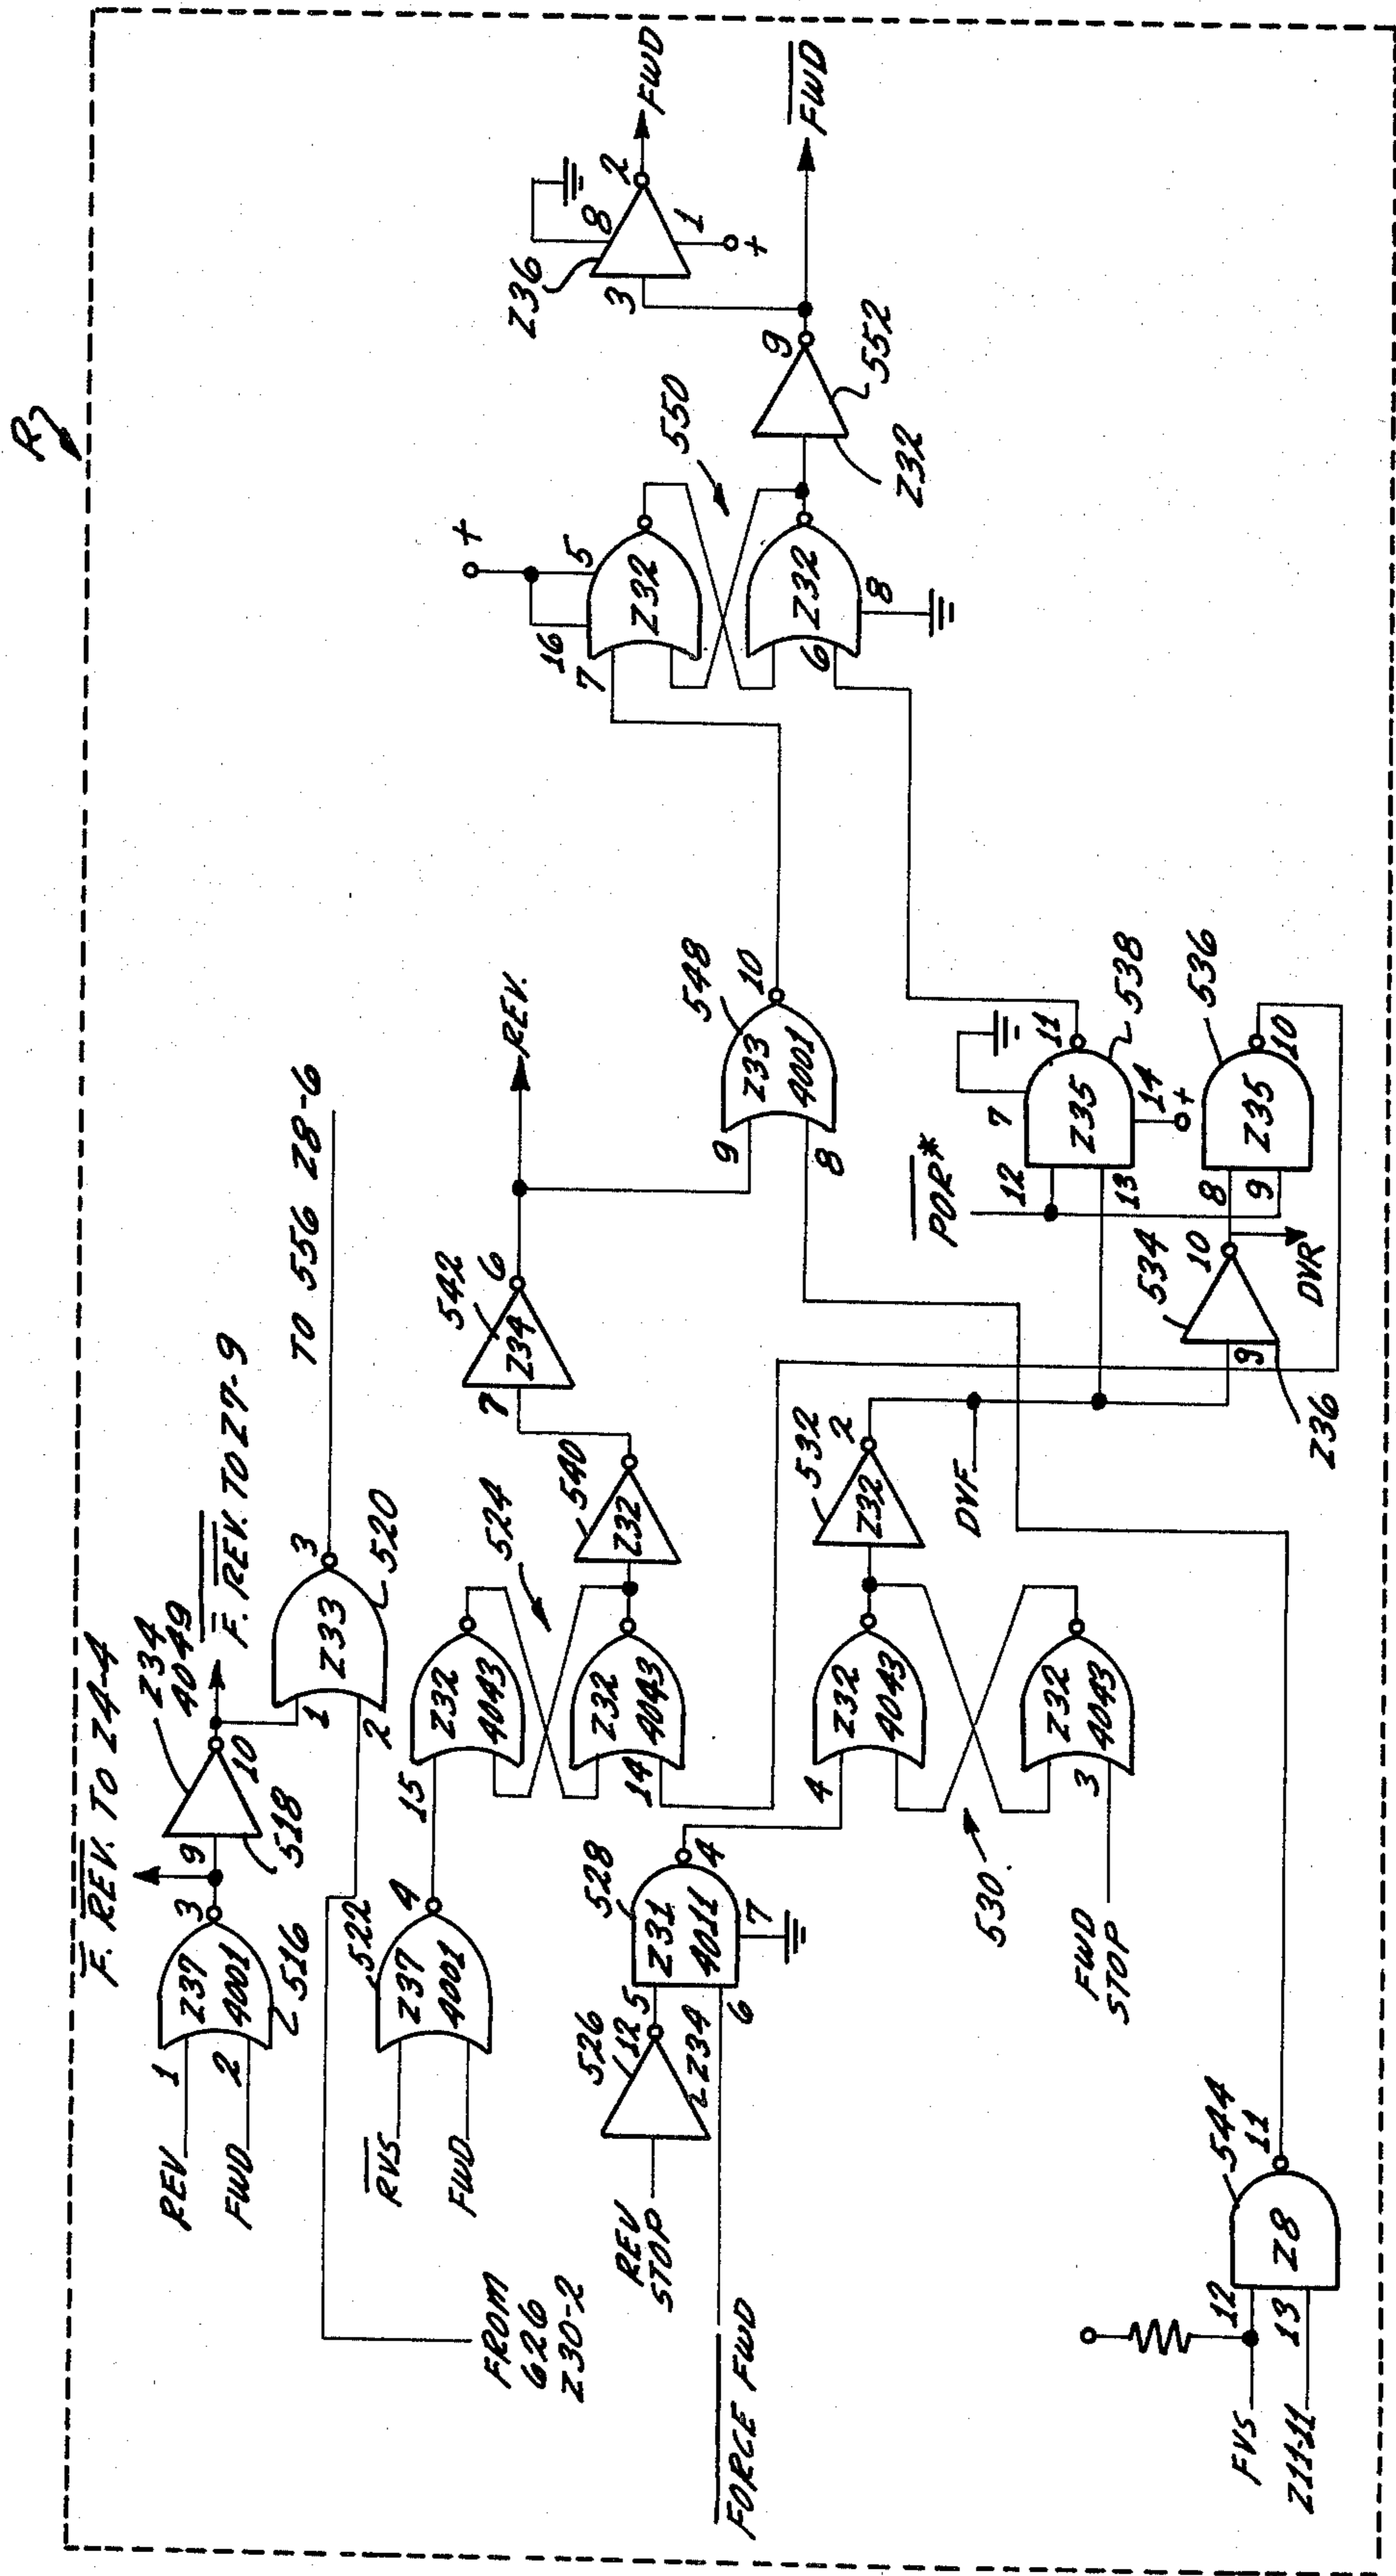 R
F. REV. TO Z4-4
REV
FWD
1
2
Z37
4001
3
516
9
518
10
Z34
4049
F. REV. TO Z7-9
1
2
Z33
3
520
TO 556 Z8-6
FROM
626
Z30-2
RVS
FWD
522
Z37
4001
4
15
Z32
4043
524
Z32
4043
14
540
Z32
7
542
Z34
6
REV.
REV
STOP
526
12
Z34
FORCE FWD
5
6
528
Z31
4011
4
7
4
Z32
4043
530.
Z32
4043
3
FWD
STOP
532
Z32
2
DVF
9
Z36
534
10
DVR
POR*
12
13
7
Z35
14
+
11
538
8
9
Z35
10
536
FVS
Z11-11
12
13
Z8
544
11
9
8
548
Z33
4001
10
16
7
5
+
Z32
550
6
Z32
8
Z32
552
9
Z36
3
8
1
+
2
FWD
FWD